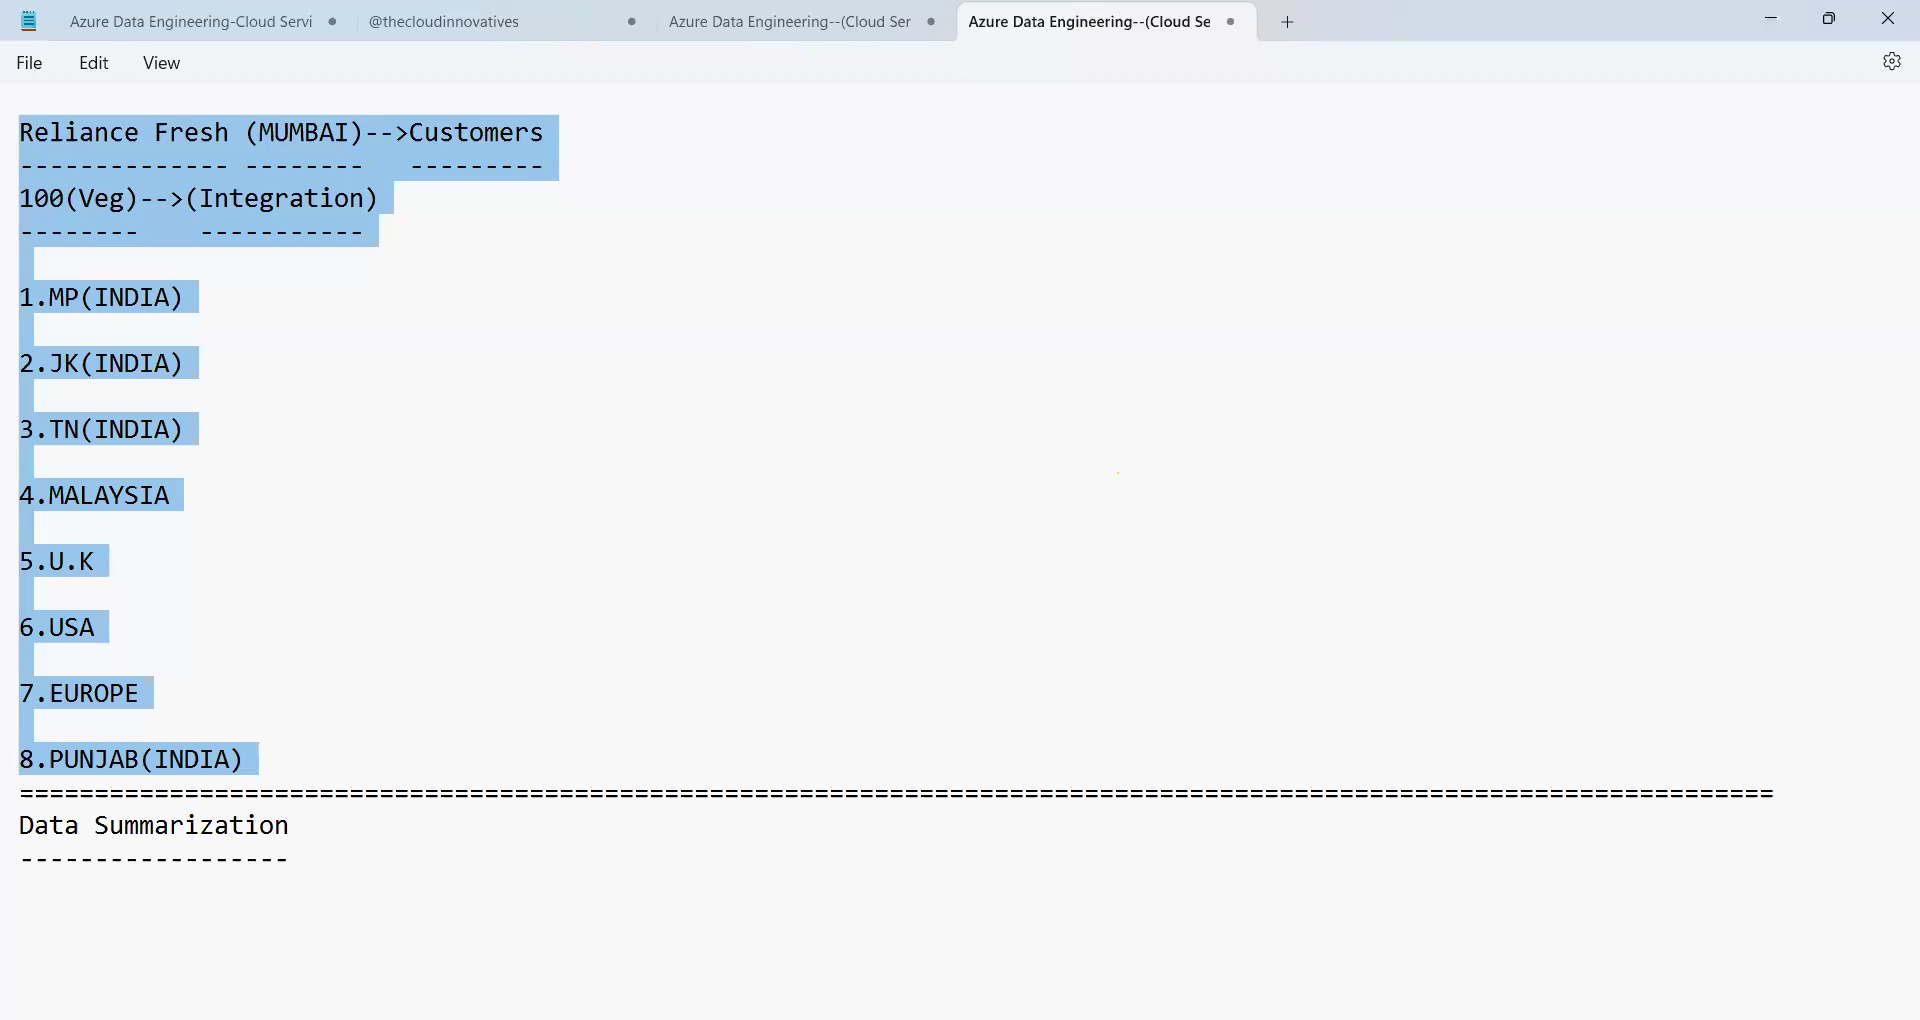 Azure Data Engineering-Cloud Servi
@thecloudinnovatives
Azure Data Engineering--(Cloud Ser
Azure Data Engineering--(Cloud Se
File Edit View
Reliance Fresh (MUMBAI)-->Customers
-------------- -------- ---------
100(Veg)-->(Integration)
-------- -----------
1.MP(INDIA)
2.JK(INDIA)
3.TN(INDIA)
4.MALAYSIA
5.U.K
6.USA
7.EUROPE
8.PUNJAB(INDIA)
=====================================================================================================================
Data Summarization
------------------